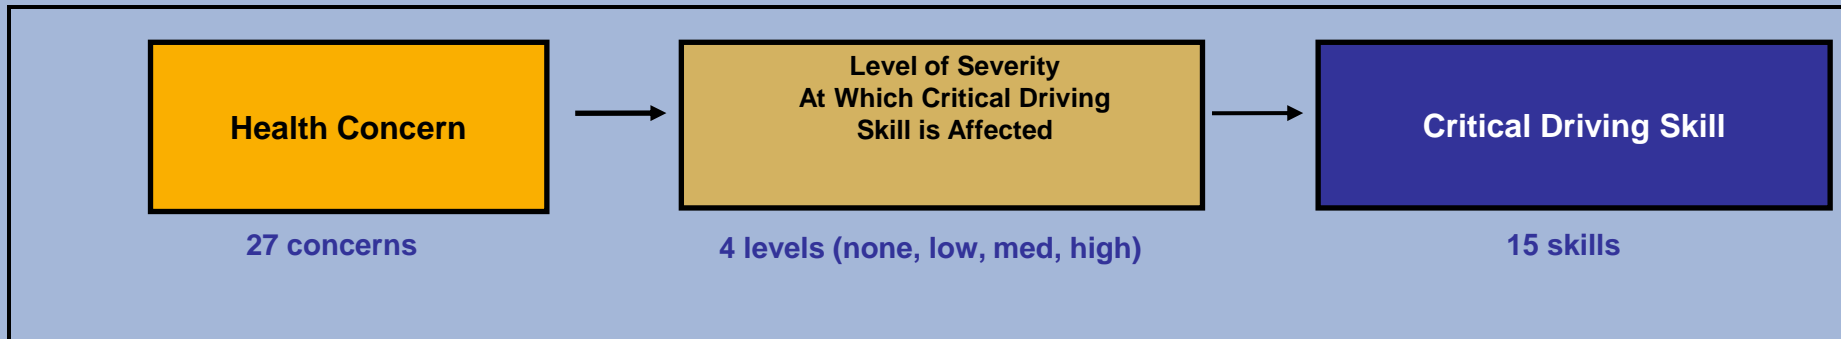 Health Concern
Level of Severity
At Which Critical Driving
Skill is Affected
Critical Driving Skill
27 concerns
4 levels (none, low, med, high)
15 skills